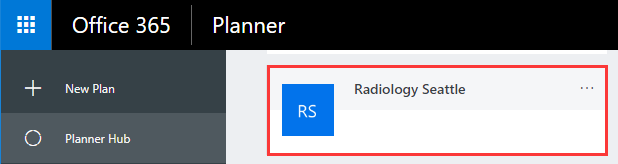 Office 365
Planner
New Plan
Planner Hub
Radiology Seattle
RS